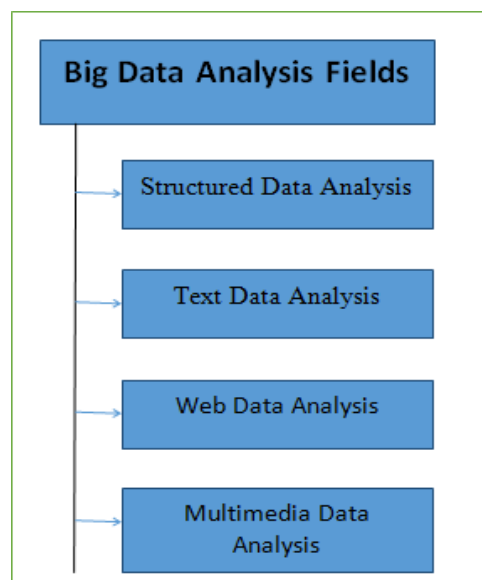 Big Data Analysis Fields
Structured Data Analysis
Text Data Analysis
Web Data Analysis
Multimedia Data
Analysis